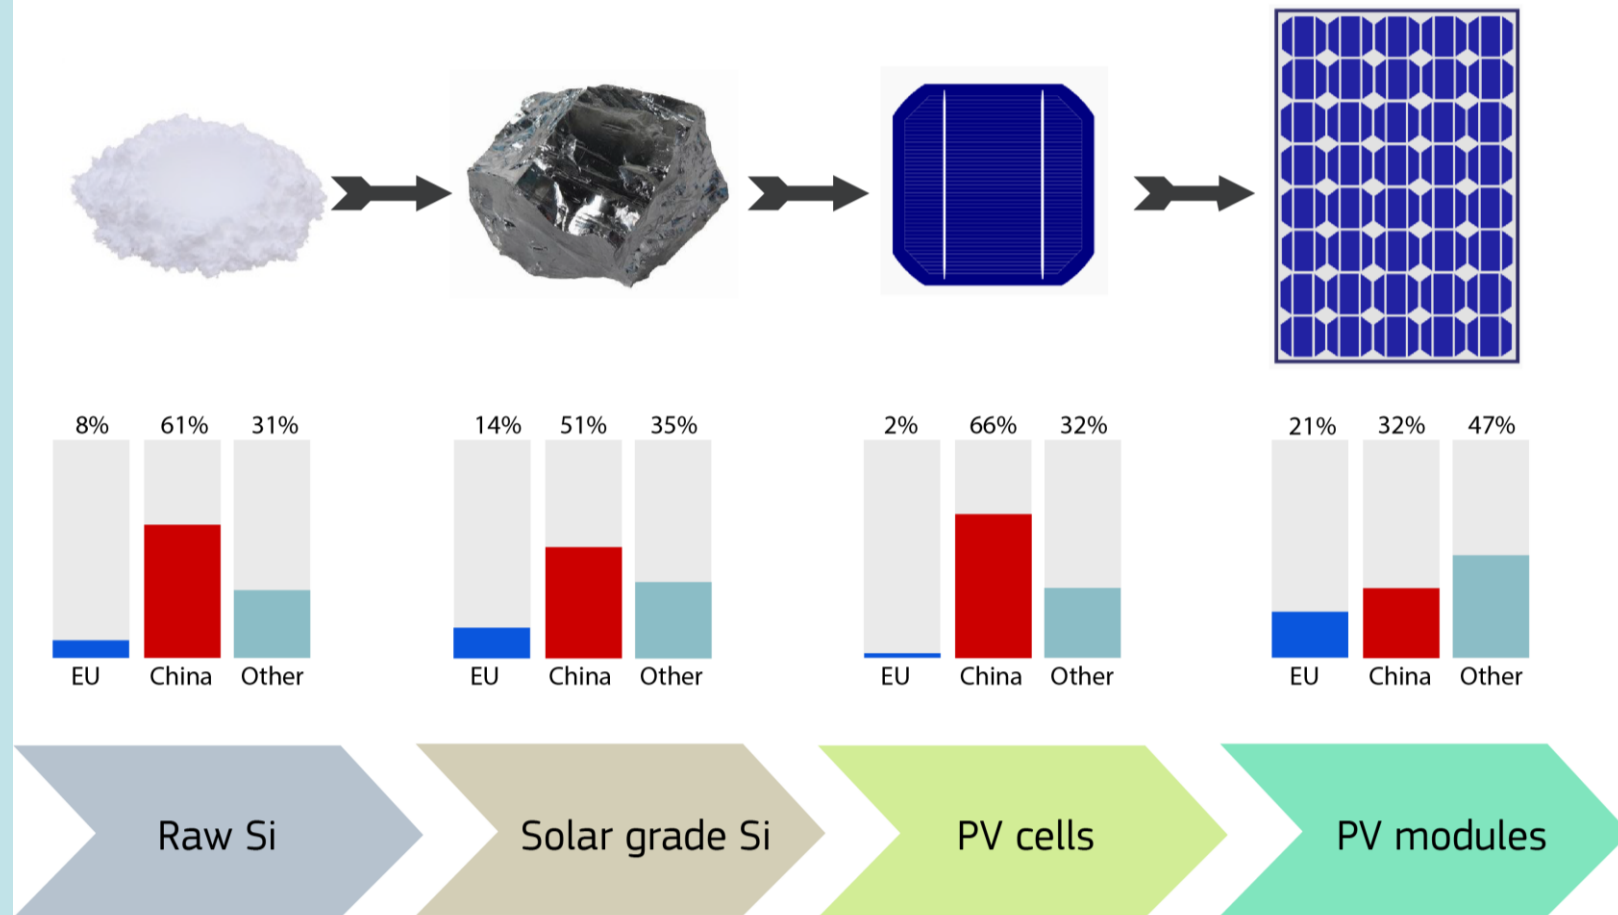 8% 61% 31%
14% 51% 35%
2% 66% 32%
21% 32% 47%
EU China Other
EU China Other
EU China Other
EU China Other
Raw Si
Solar grade Si
PV cells
PV modules